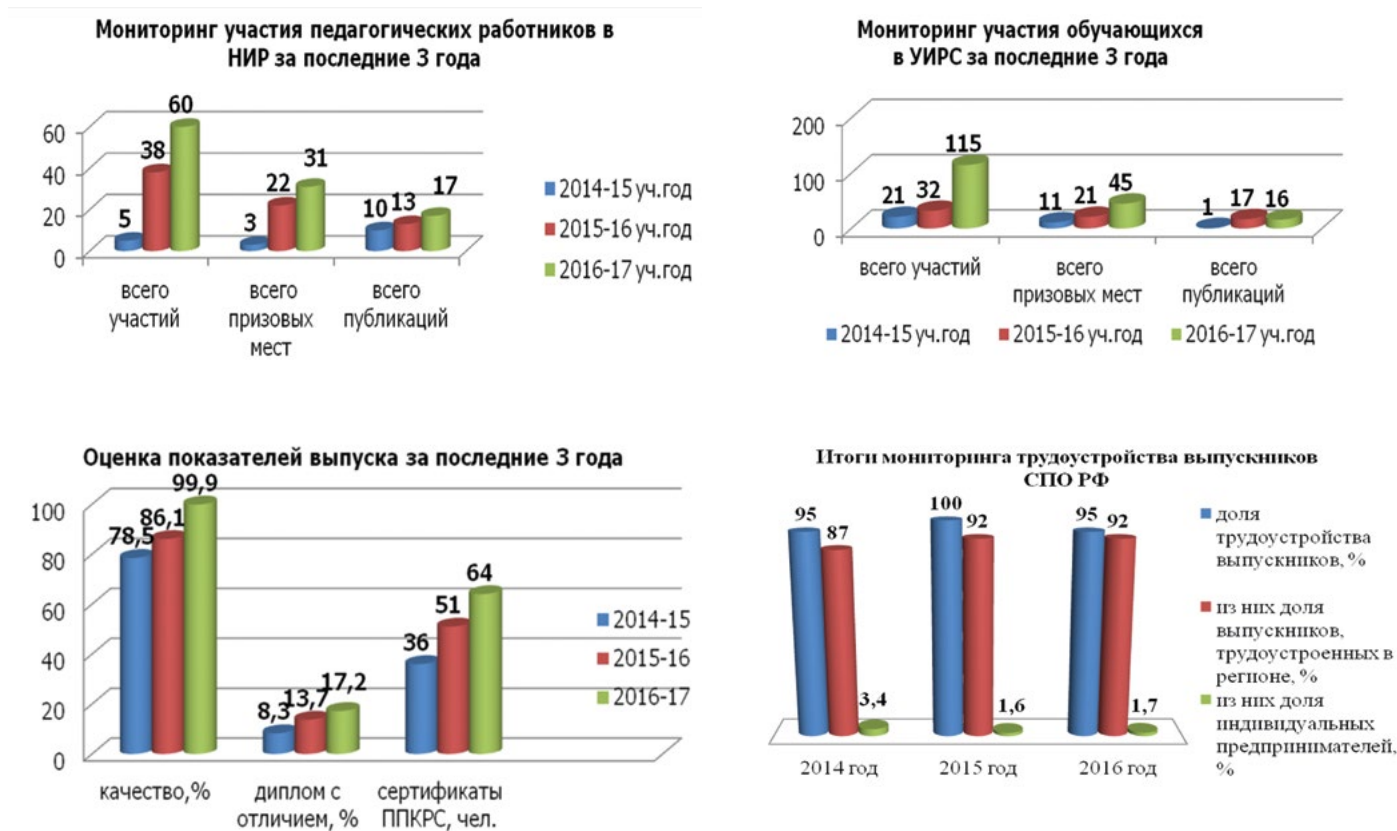 Мониторинг участия педагогических работников в
НИР за последние 3 года
60
40
20
0
5
38
60
3
22
31
10
13
17
всего
участий
всего
призовых
мест
всего
публикаций
2014-15 уч.год
2015-16 уч.год
2016-17 уч.год
Мониторинг участия обучающихся
в УИРС за последние 3 года
200
100
0
21
32
115
11
21
45
1
17
16
всего участий
всего
призовых мест
всего
публикаций
2014-15 уч.год
2015-16 уч.год
2016-17 уч.год
Оценка показателей выпуска за последние 3 года
100
80
60
40
20
0
78,5
86,1
99,9
8,3
13,7
17,2
36
51
64
качество,%
диплом с
отличием, %
сертификаты
ППКРС, чел.
2014-15
2015-16
2016-17
Итоги мониторинга трудоустройства выпускников
СПО РФ
95
87
3,4
100
92
1,6
95
92
1,7
2014 год
2015 год
2016 год
доля
трудоустройства
выпускников, %
из них доля
выпускников,
трудоустроенных в
регионе, %
из них доля
индивидуальных
предпринимателей,
%